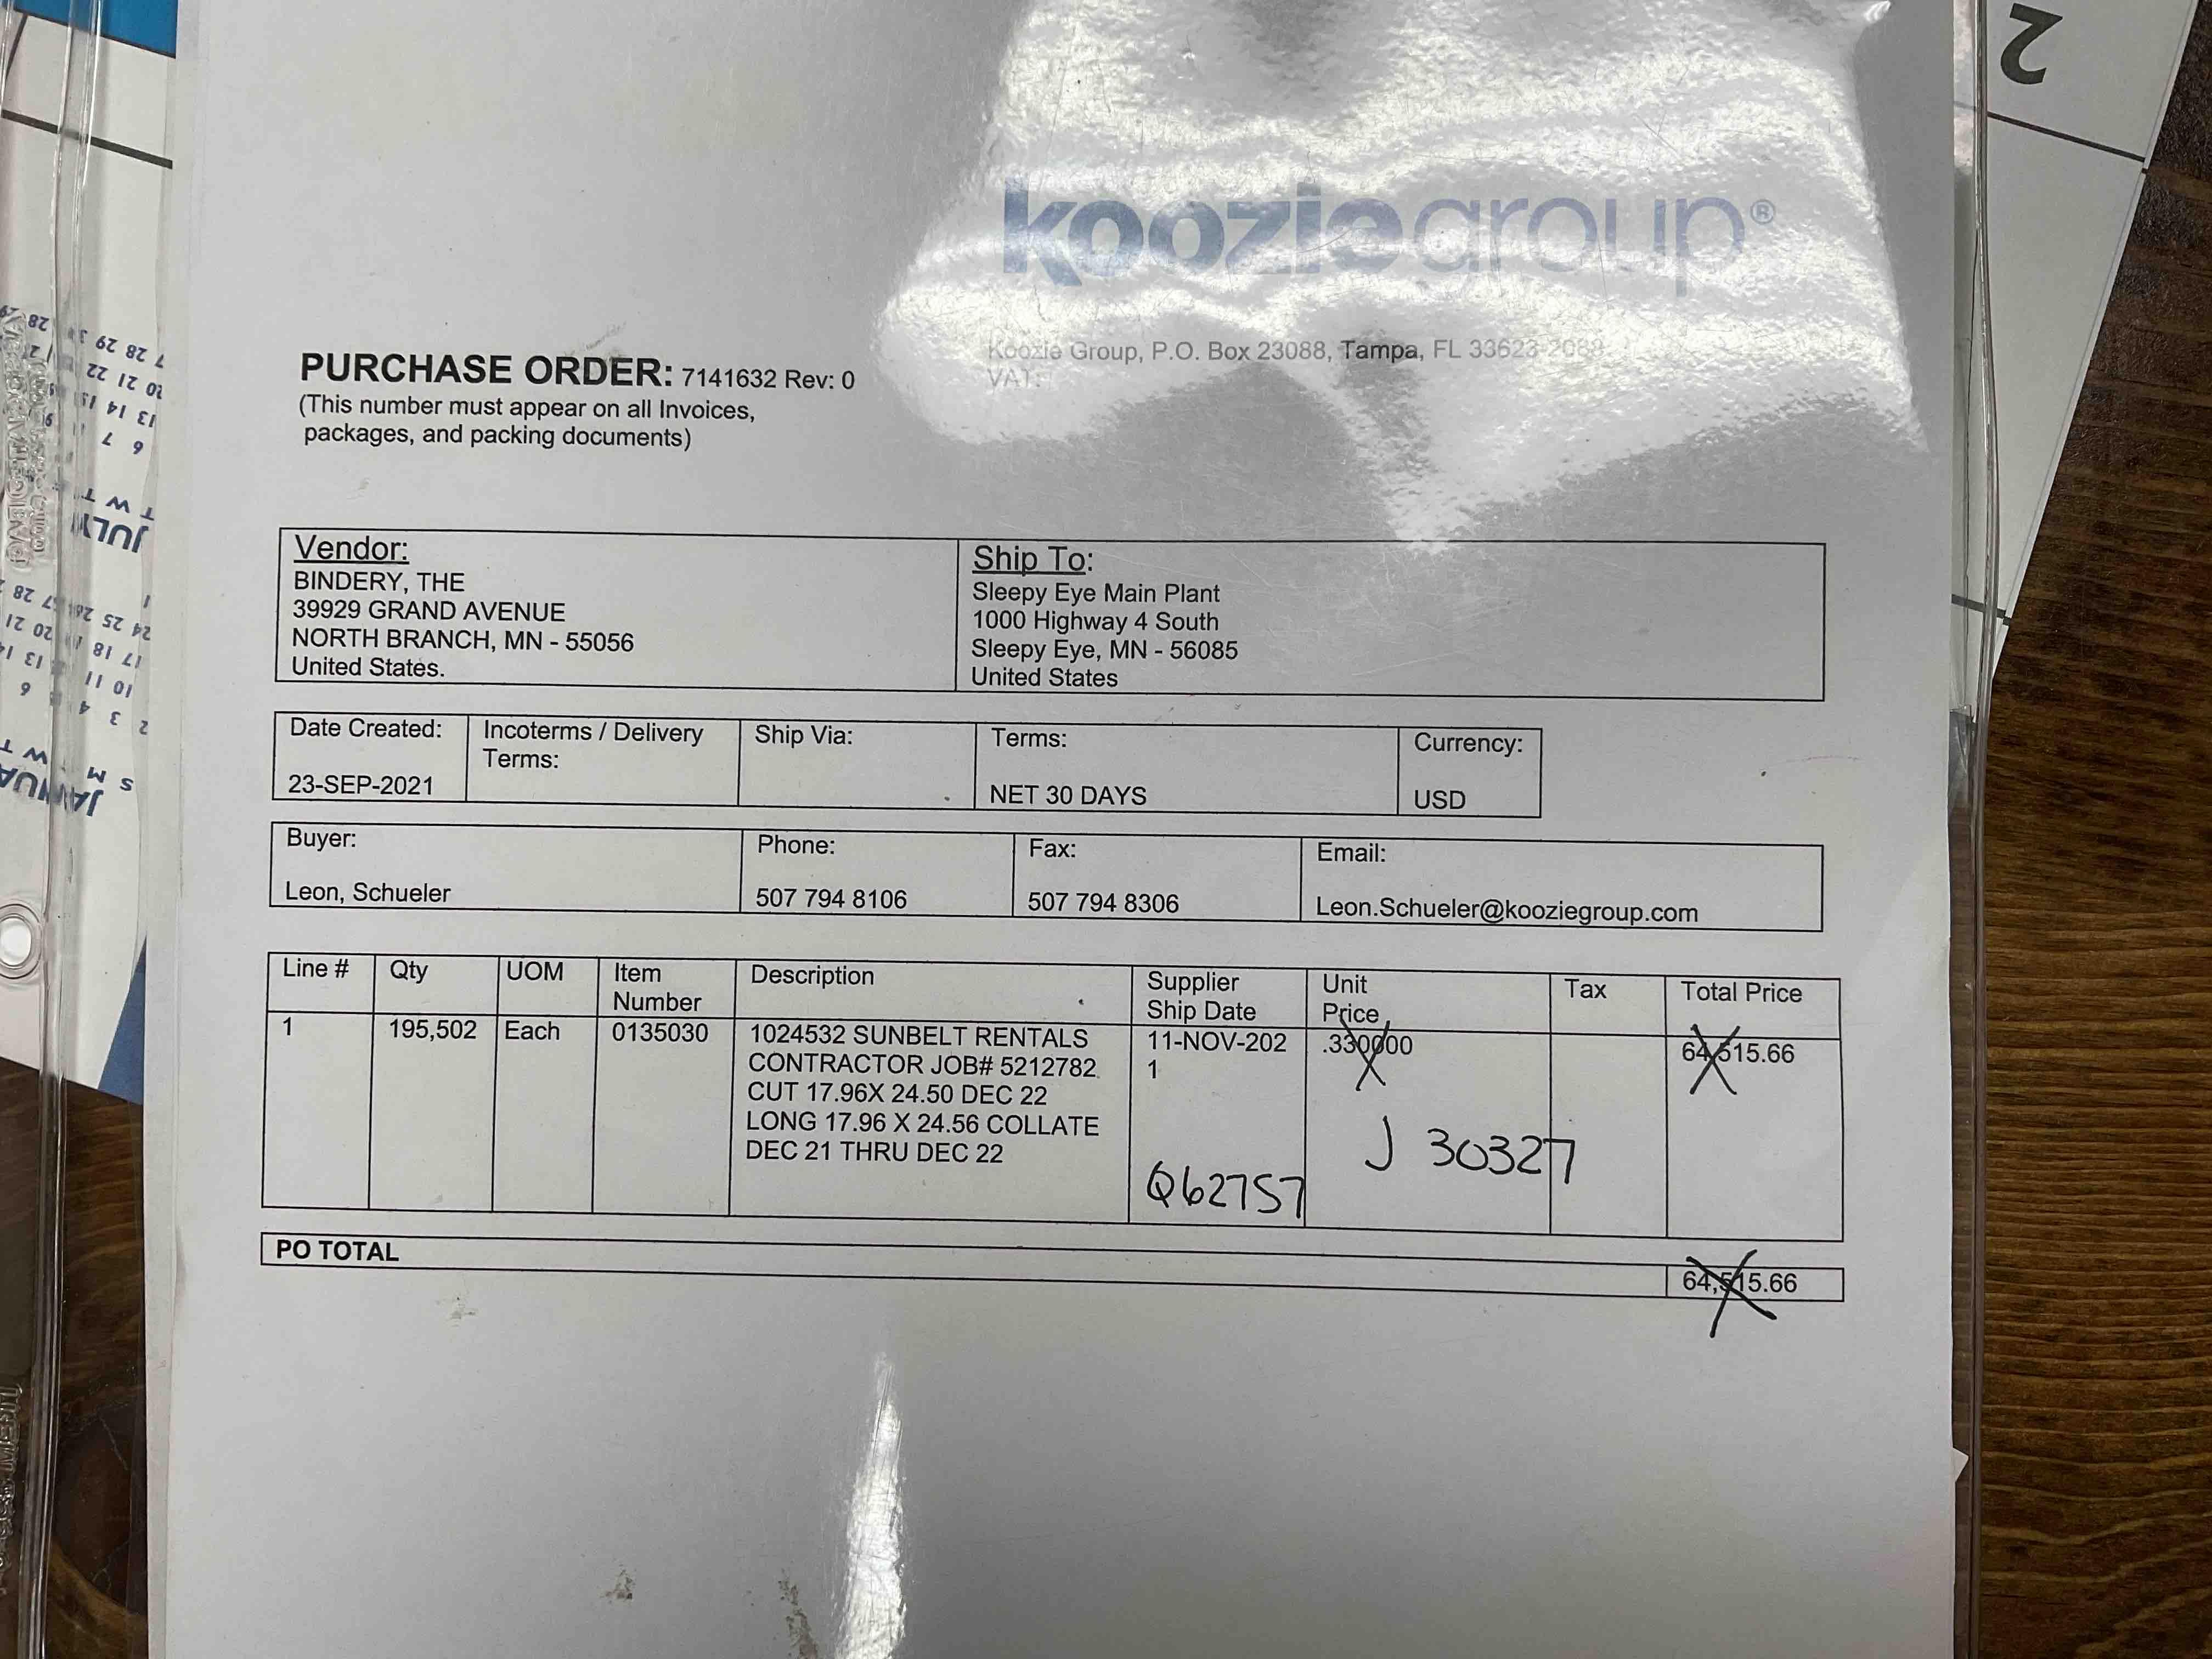 kooziegroup®
Koozie Group, P.O. Box 23088, Tampa, FL 33623-2088
VAT:
PURCHASE ORDER: 7141632 Rev: 0
(This number must appear on all Invoices,
packages, and packing documents)
Vendor:
BINDERY, THE
39929 GRAND AVENUE
NORTH BRANCH, MN - 55056
United States.
Ship To:
Sleepy Eye Main Plant
1000 Highway 4 South
Sleepy Eye, MN - 56085
United States
Date Created:
23-SEP-2021
Incoterms / Delivery
Terms:
Ship Via:
Terms:
NET 30 DAYS
Currency:
USD
Buyer:
Leon, Schueler
Phone:
507 794 8106
Fax:
507 794 8306
Email:
Leon.Schueler@kooziegroup.com
Line #
Qty
UOM
Item
Number
Description
Supplier
Ship Date
Unit
Price
Tax
Total Price
1
195,502
Each
0135030
1024532 SUNBELT RENTALS
CONTRACTOR JOB# 5212782
CUT 17.96X 24.50 DEC 22
LONG 17.96 X 24.56 COLLATE
DEC 21 THRU DEC 22
11-NOV-202
1
.330000
64,515.66
J 30327
Q62757
PO TOTAL
64,515.66
2
JULY